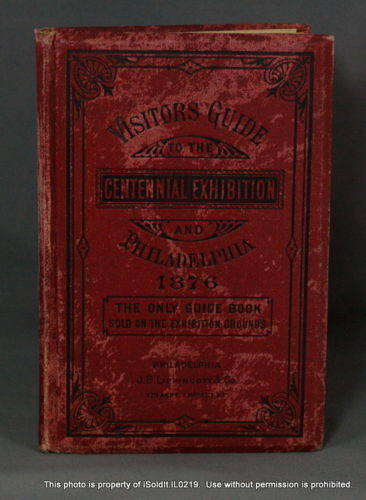 VISITORS GUIDE
TO THE
CENTENNIAL EXHIBITION
AND
PHILADELPHIA
1876
THE ONLY GUIDE BOOK
SOLD ON THE EXHIBITION GROUNDS.
PHILADELPHIA
J. B. LIPPINCOTT & CO.
This photo is property of iSoldIt.IL0219. Use without permission is prohibited.